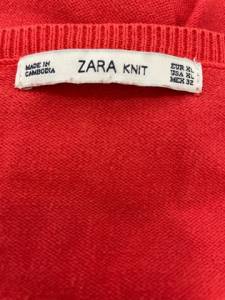 MADE IN
CAMBODIA
ZARA KNIT
EUR XL
USA XL
MEX 32